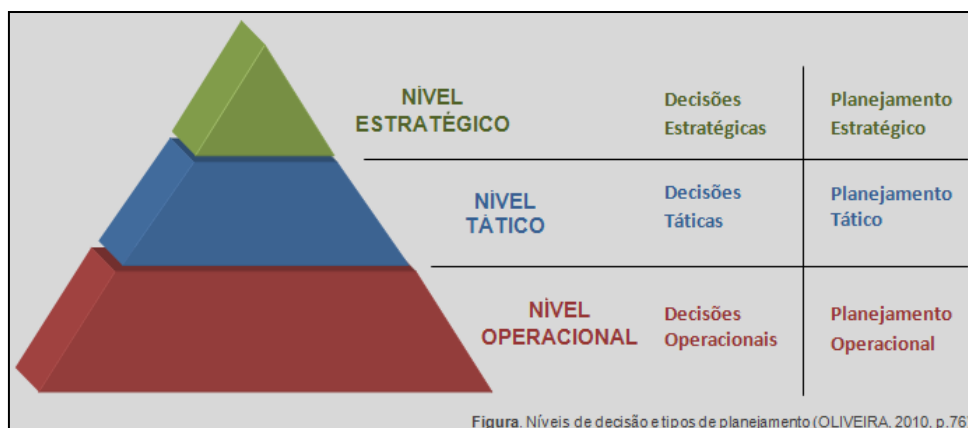 NÍVEL
ESTRATÉGICO
Decisões
Estratégicas
Planejamento
Estratégico
NÍVEL
TÁTICO
Decisões
Táticas
Planejamento
Tático
NÍVEL
OPERACIONAL
Decisões
Operacionais
Planejamento
Operacional
Figura. Níveis de decisão e tipos de planejamento (OLIVEIRA, 2010, p.76